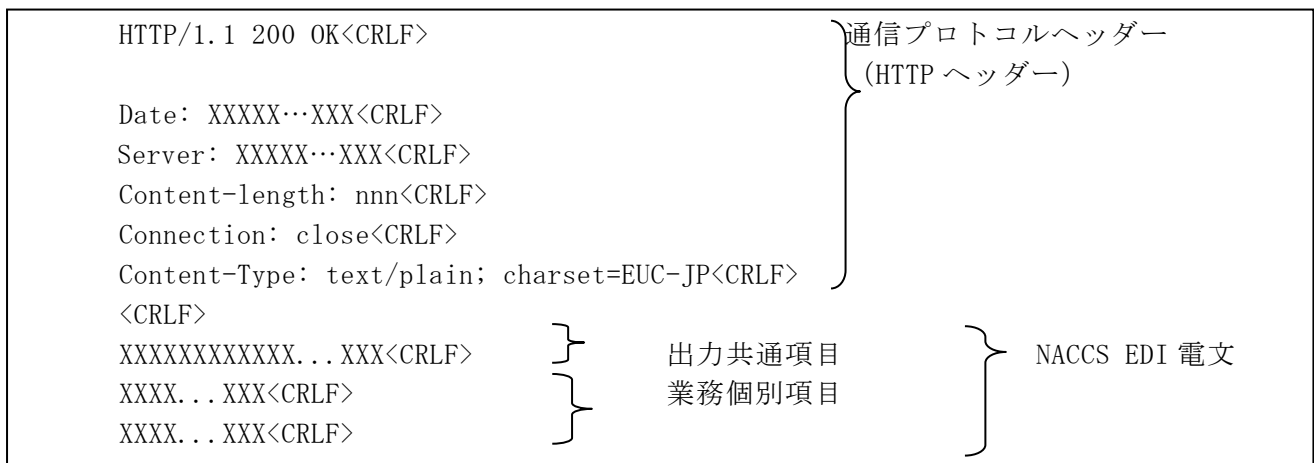 HTTP/1.1 200 OK<CRLF> 通信プロトコルヘッダー
(HTTP ヘッダー)
Date: XXXXX…XXX<CRLF>
Server: XXXXX…XXX<CRLF>
Content-length: nnn<CRLF>
Connection: close<CRLF>
Content-Type: text/plain; charset=EUC-JP<CRLF>
<CRLF>
XXXXXXXXXXXX...XXX<CRLF> 出力共通項目 NACCS EDI 電文
XXXX...XXX<CRLF> 業務個別項目
XXXX...XXX<CRLF>